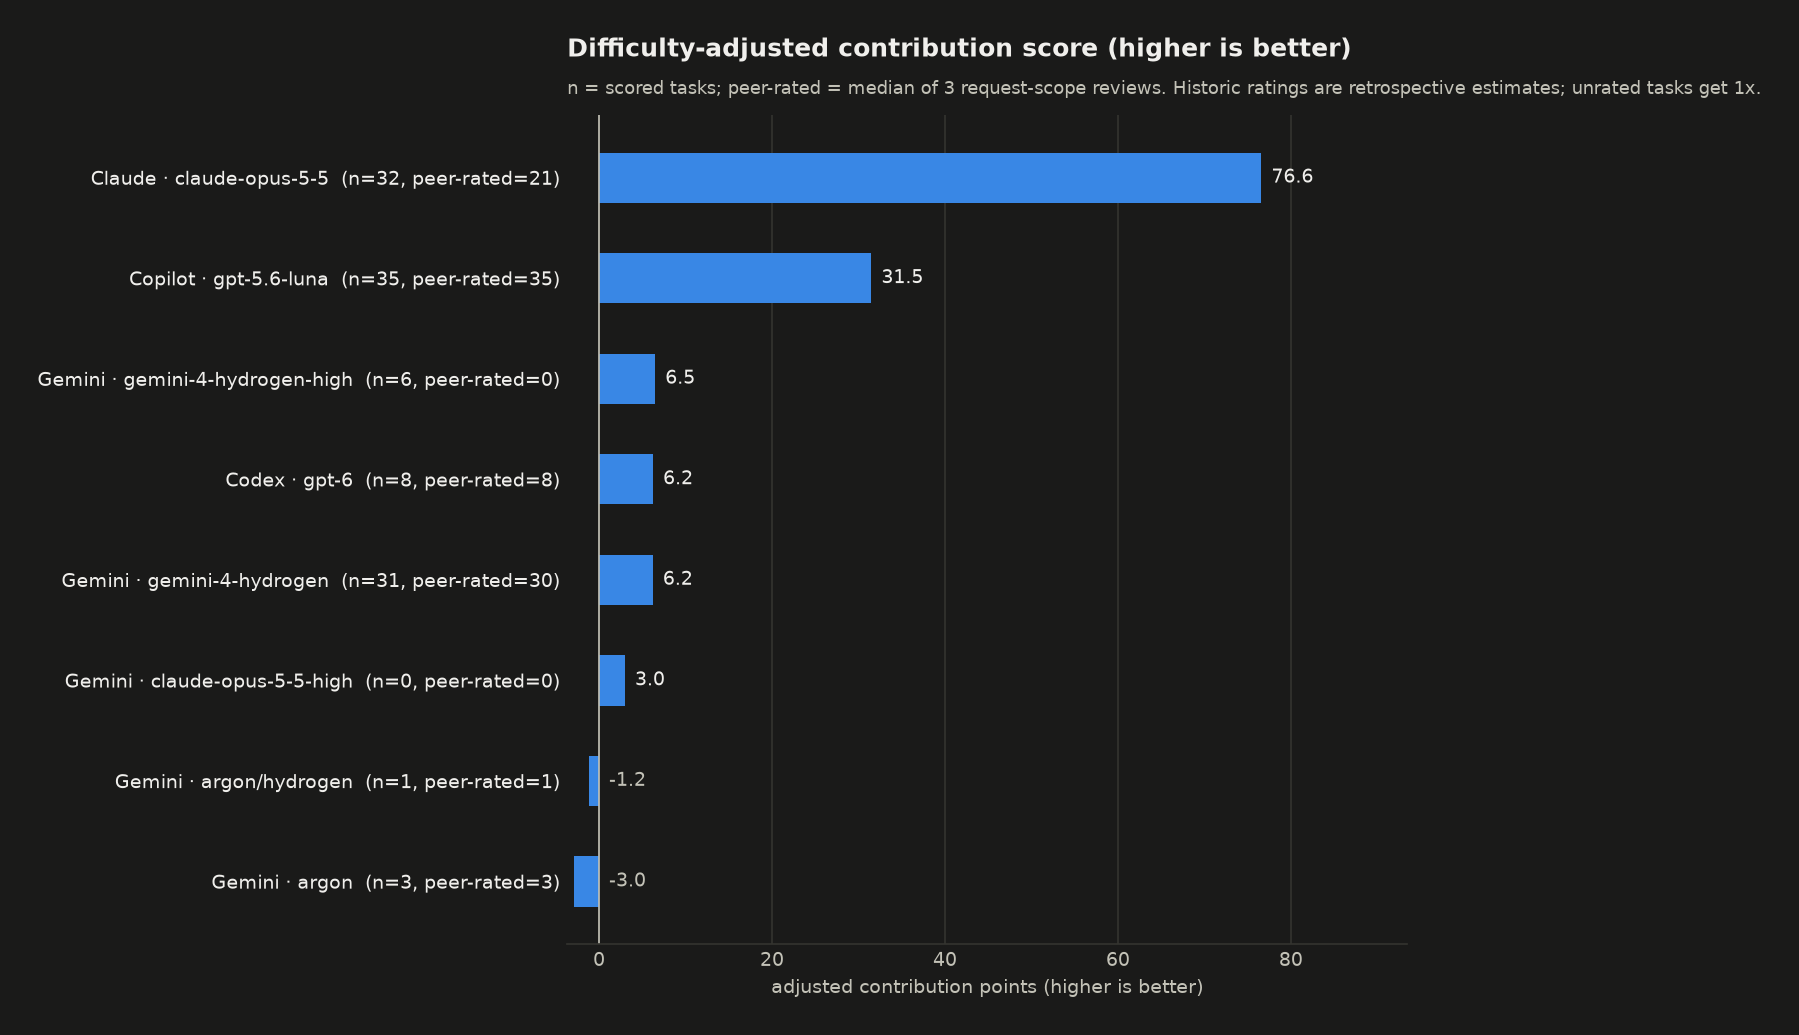 Difficulty-adjusted contribution score (higher is better)
n = scored tasks; peer-rated = median of 3 request-scope reviews. Historic ratings are retrospective estimates; unrated tasks get 1x.
Claude · claude-opus-5-5  (n=32, peer-rated=21)
76.6
Copilot · gpt-5.6-luna  (n=35, peer-rated=35)
31.5
Gemini · gemini-4-hydrogen-high  (n=6, peer-rated=0)
6.5
Codex · gpt-6  (n=8, peer-rated=8)
6.2
Gemini · gemini-4-hydrogen  (n=31, peer-rated=30)
6.2
Gemini · claude-opus-5-5-high  (n=0, peer-rated=0)
3.0
Gemini · argon/hydrogen  (n=1, peer-rated=1)
-1.2
Gemini · argon  (n=3, peer-rated=3)
-3.0
0 20 40 60 80
adjusted contribution points (higher is better)